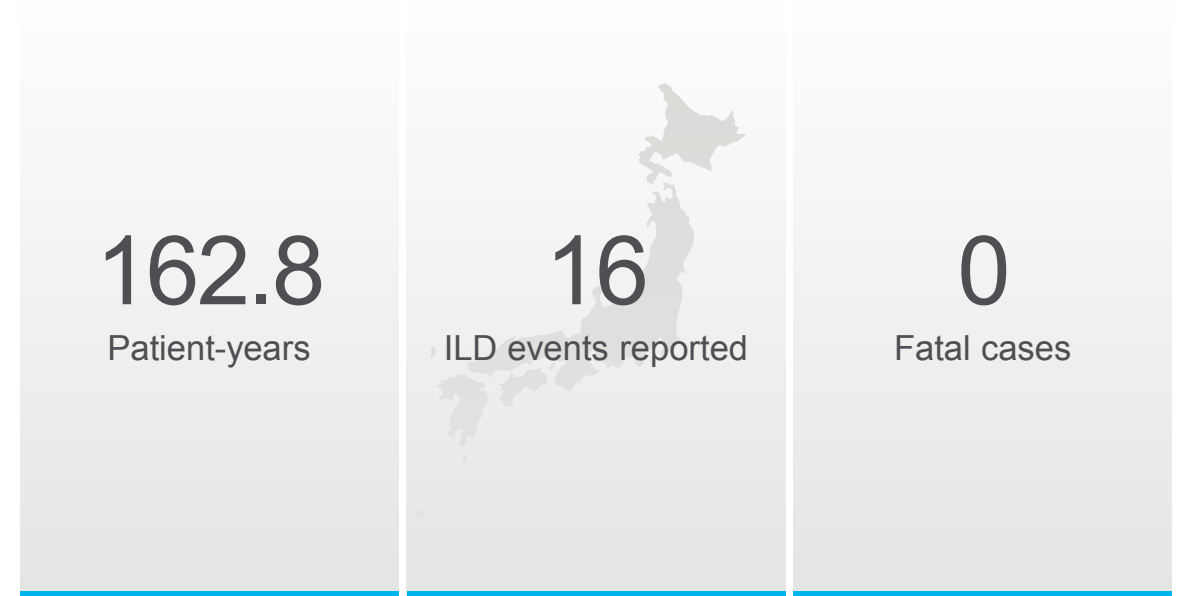 162.8
Patient-years
16
ILD events reported
0
Fatal cases